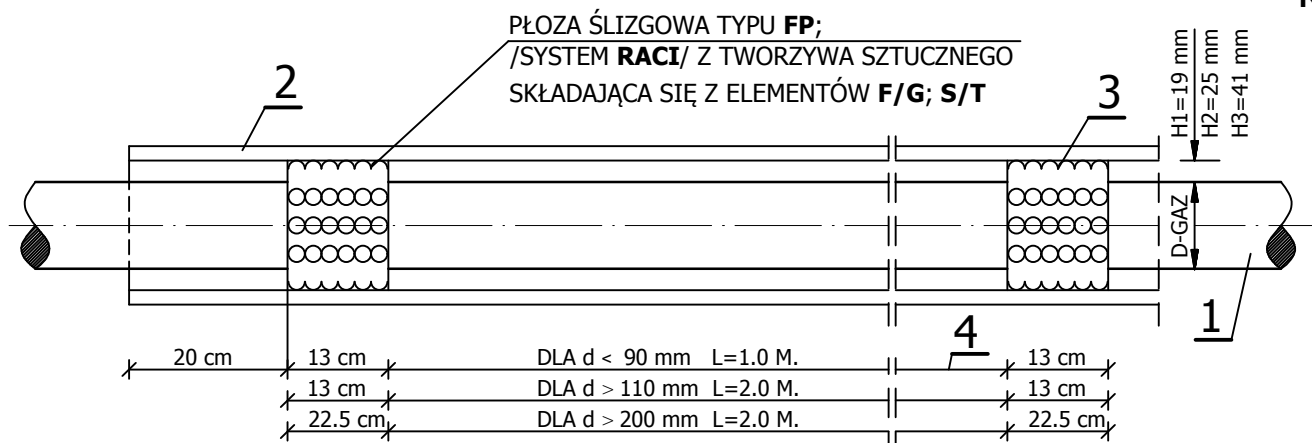 PŁOZA ŚLIZGOWA TYPU FP;
/SYSTEM RACI/ Z TWORZYWA SZTUCZNEGO
SKŁADAJĄCA SIĘ Z ELEMENTÓW F/G; S/T
2
3
H1=19 mm
H2=25 mm
H3=41 mm
D-GAZ
1
4
20 cm
13 cm
DLA d < 90 mm L=1.0 M.
13 cm
13 cm
DLA d > 110 mm L=2.0 M.
13 cm
22.5 cm
DLA d > 200 mm L=2.0 M.
22.5 cm